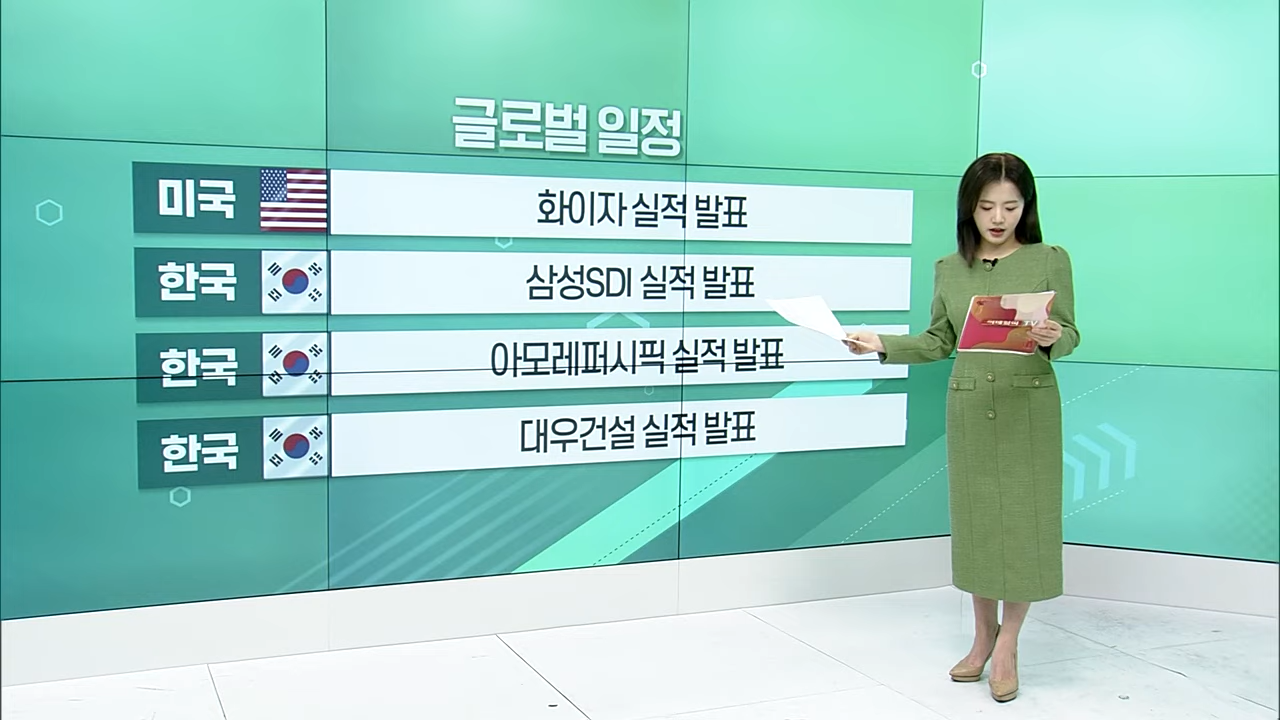 글로벌 일정
미국 화이자 실적 발표
한국 삼성SDI 실적 발표
한국 아모레퍼시픽 실적 발표
한국 대우건설 실적 발표